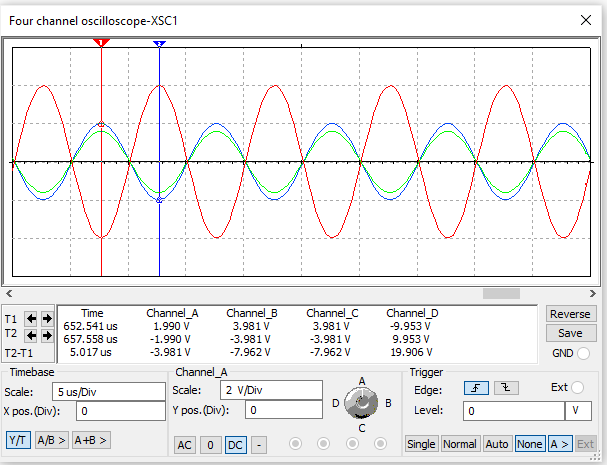 Four channel oscilloscope-XSC1
1
2
Time Channel_A Channel_B Channel_C Channel_D
T1 652.541 us 1.990 V 3.981 V 3.981 V -9.953 V
T2 657.558 us -1.990 V -3.981 V -3.981 V 9.953 V
T2-T1 5.017 us -3.981 V -7.962 V -7.962 V 19.906 V
Reverse
Save
GND
Timebase
Scale: 5 us/Div
X pos.(Div): 0
Y/T A/B > A+B >
Channel_A
Scale: 2 V/Div
Y pos.(Div): 0
AC 0 DC -
A
D B
C
Trigger
Edge: Ext
Level: 0 V
Single Normal Auto None A > Ext